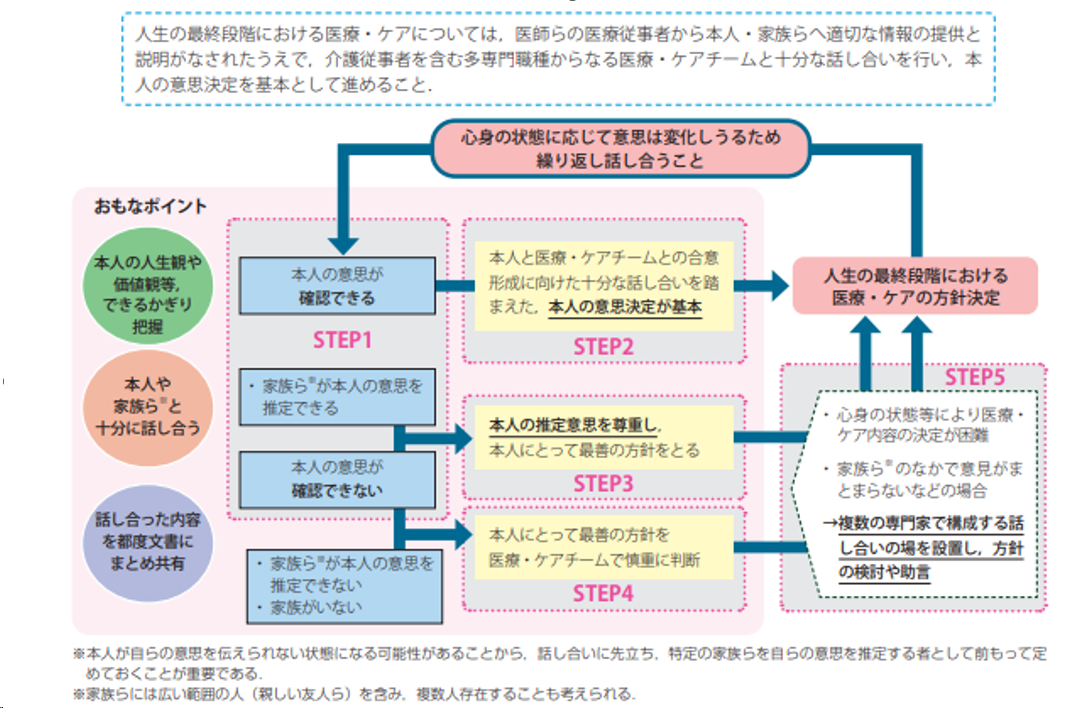 人生の最終段階における医療・ケアについては，医師らの医療従事者から本人・家族らへ適切な情報の提供と
説明がなされたうえで，介護従事者を含む多専門職種からなる医療・ケアチームと十分な話し合いを行い，本
人の意思決定を基本として進めること．
心身の状態に応じて意思は変化しうるため
繰り返し話し合うこと
おもなポイント
本人の人生観や
価値観等，
できるかぎり
把握
本人や
家族ら※と
十分に話し合う
話し合った内容
を都度文書に
まとめ共有
本人の意思が
確認できる
STEP1
・家族ら※が本人の意思を
推定できる
本人の意思が
確認できない
・家族ら※が本人の意思を
推定できない
・家族がいない
本人と医療・ケアチームとの合意
形成に向けた十分な話し合いを踏
まえた，本人の意思決定が基本
STEP2
本人の推定意思を尊重し，
本人にとって最善の方針をとる
STEP3
本人にとって最善の方針を
医療・ケアチームで慎重に判断
STEP4
人生の最終段階における
医療・ケアの方針決定
STEP5
・心身の状態等により医療・
ケア内容の決定が困難
・家族ら※のなかで意見がま
とまらないなどの場合
→複数の専門家で構成する話
し合いの場を設置し，方針
の検討や助言
※本人が自らの意思を伝えられない状態になる可能性があることから，話し合いに先立ち，特定の家族らを自らの意思を推定する者として前もって定
めておくことが重要である．
※家族らには広い範囲の人（親しい友人ら）を含み，複数人存在することも考えられる．